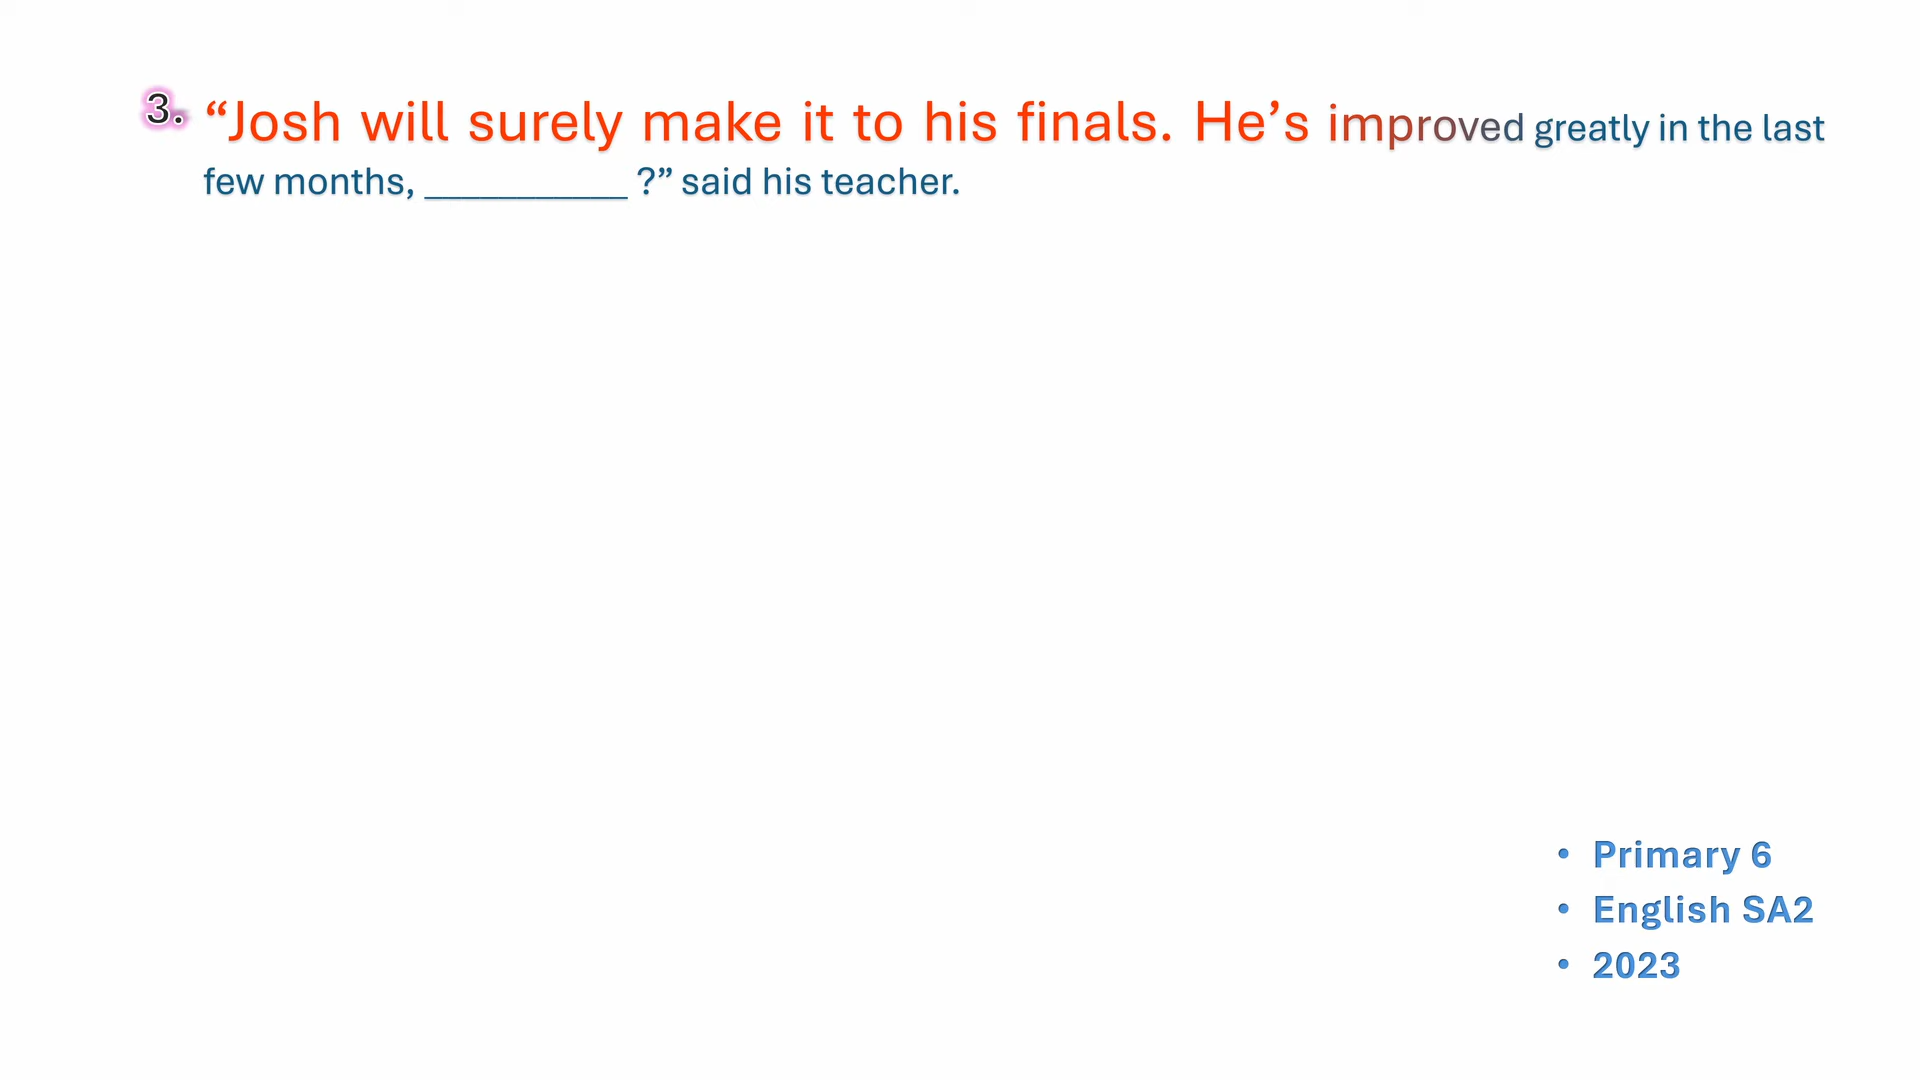 3. “Josh will surely make it to his finals. He’s improved greatly in the last
few months, ___________ ?” said his teacher.
• Primary 6
• English SA2
• 2023